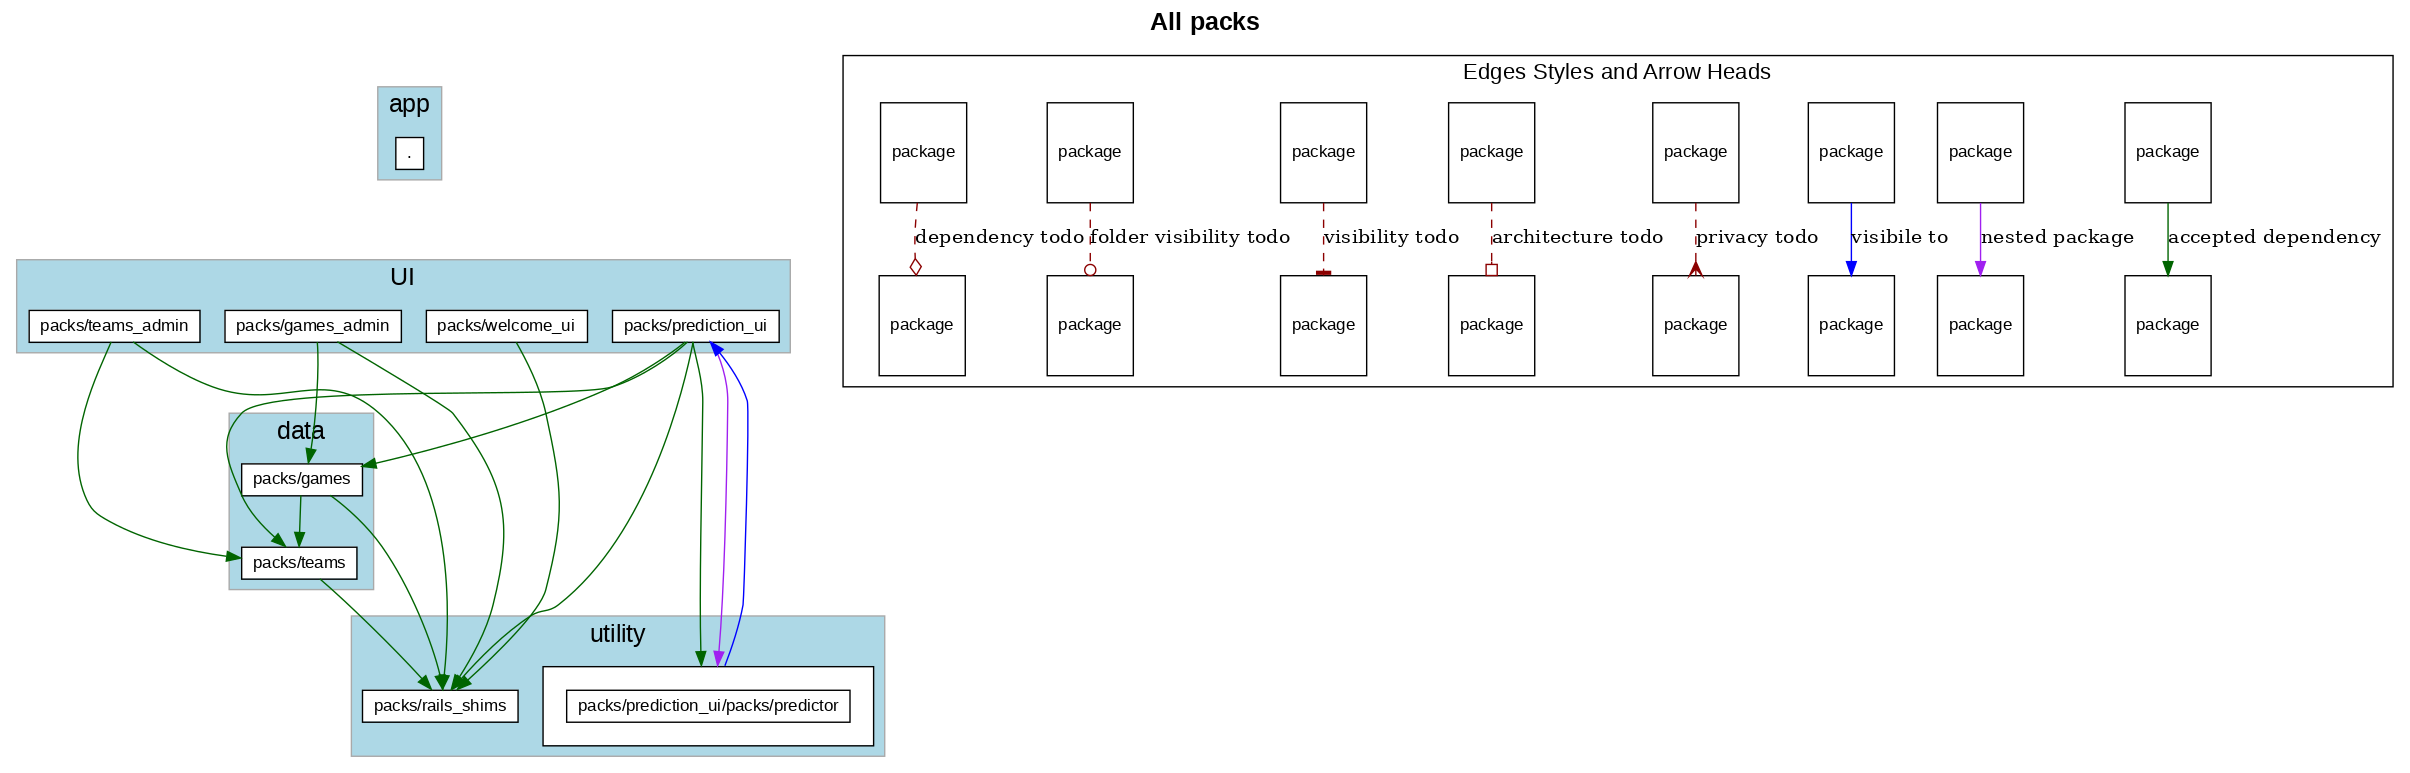 All packs
Edges Styles and Arrow Heads
app
.
package package package package package package package package
dependency todo folder visibility todo visibility todo architecture todo privacy todo visibile to nested package accepted dependency
package package package package package package package package
UI
packs/teams_admin packs/games_admin packs/welcome_ui packs/prediction_ui
data
packs/games
packs/teams
utility
packs/rails_shims packs/prediction_ui/packs/predictor